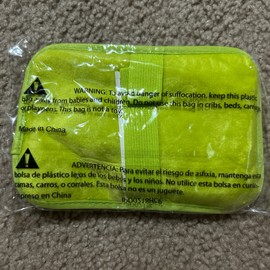 WARNING: To avoid danger of suffocation, keep this plastic
bag away from babies and children. Do not use this bag in cribs, beds, carriages
or playpens. This bag is not a toy.
Made in China
ADVERTENCIA: Para evitar el riesgo de asfixia, mantenga esta
bolsa de plástico lejos de los bebés y los niños. No utilizar esta bolsa en cunas,
camas, carros, o corrales. Esta bolsa no es un juguete.
Impreso en China